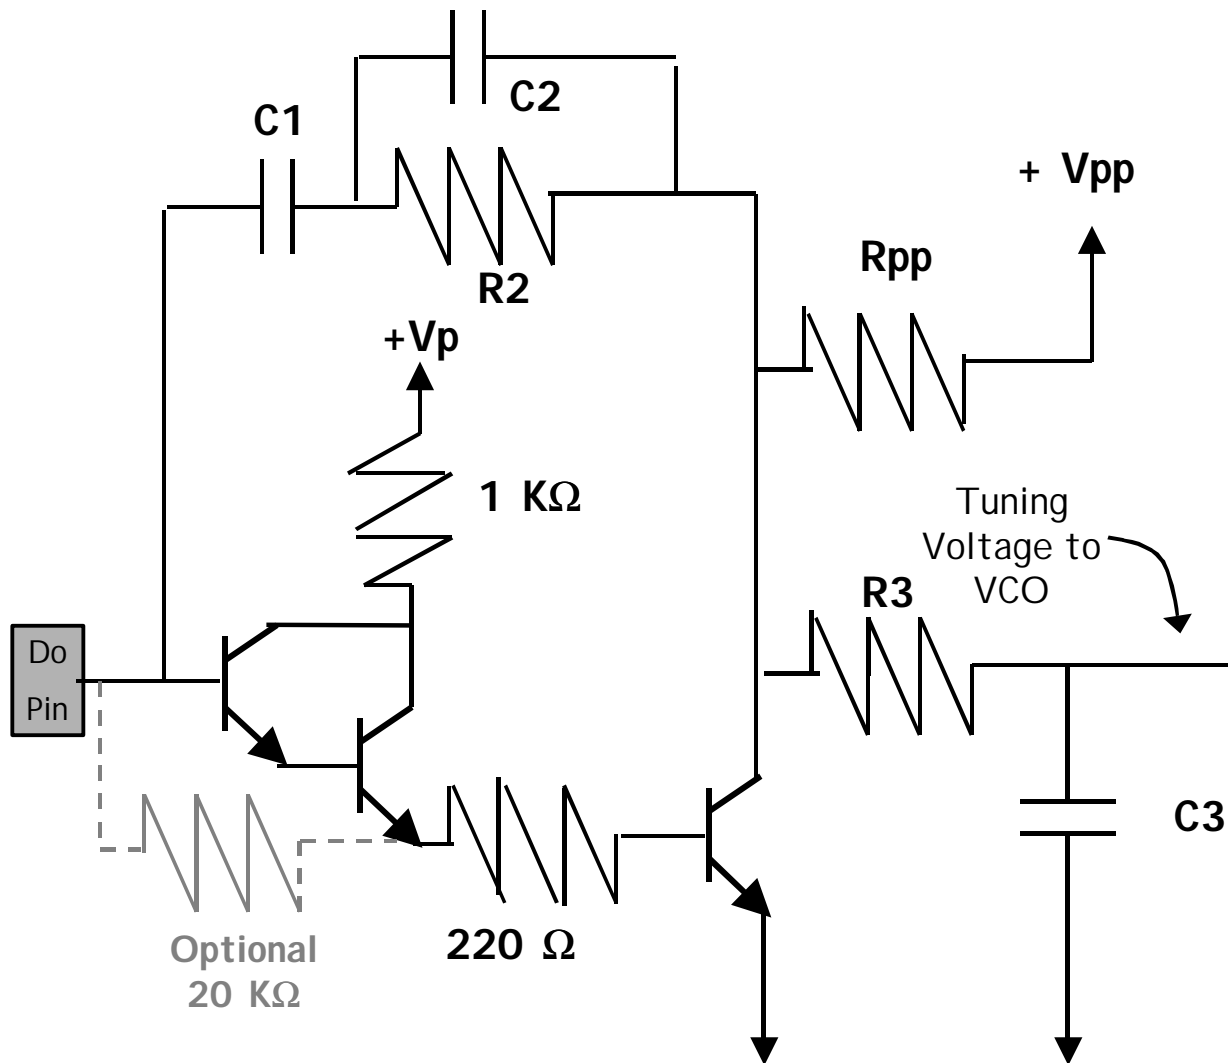 C2
C1
+ Vpp
Rpp
R2
+Vp
1 KΩ
Tuning
Voltage to
VCO
R3
Do
Pin
C3
220 Ω
Optional
20 KΩ